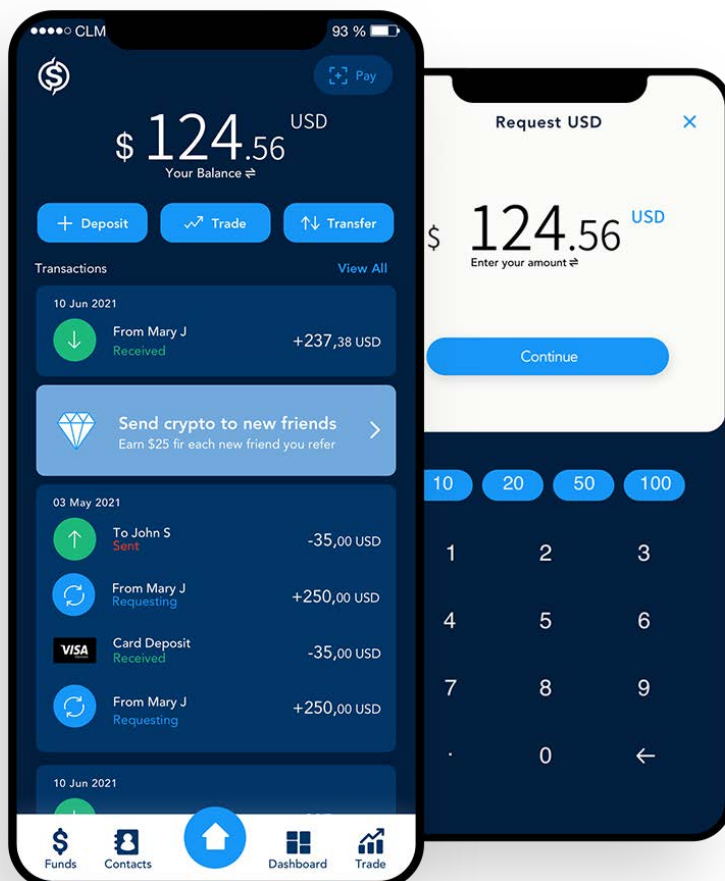 CLM
93 %
Pay
$ 124.56 USD
Your Balance ⇌
+ Deposit
Trade
↑↓ Transfer
Transactions
View All
10 Jun 2021
From Mary J
Received
+237,38 USD
Send crypto to new friends
Earn $25 fir each new friend you refer
03 May 2021
To John S
Sent
-35,00 USD
From Mary J
Requesting
+250,00 USD
VISA
Card Deposit
Received
-35,00 USD
From Mary J
Requesting
+250,00 USD
10 Jun 2021
Funds
Contacts
Dashboard
Trade
Request USD
$ 124.56 USD
Enter your amount ⇌
Continue
10 20 50 100
1 2 3
4 5 6
7 8 9
. 0 ←